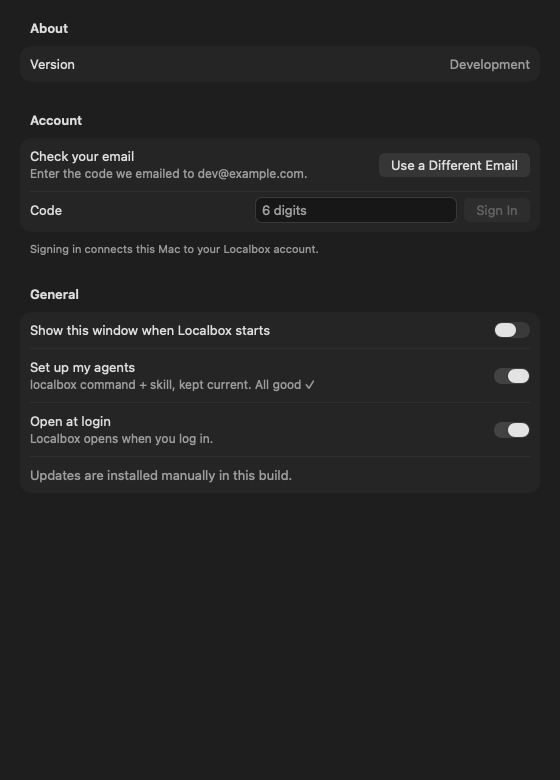 About
Version
Development
Account
Check your email
Enter the code we emailed to dev@example.com.
Use a Different Email
Code
6 digits
Sign In
Signing in connects this Mac to your Localbox account.
General
Show this window when Localbox starts
Set up my agents
localbox command + skill, kept current. All good ✓
Open at login
Localbox opens when you log in.
Updates are installed manually in this build.